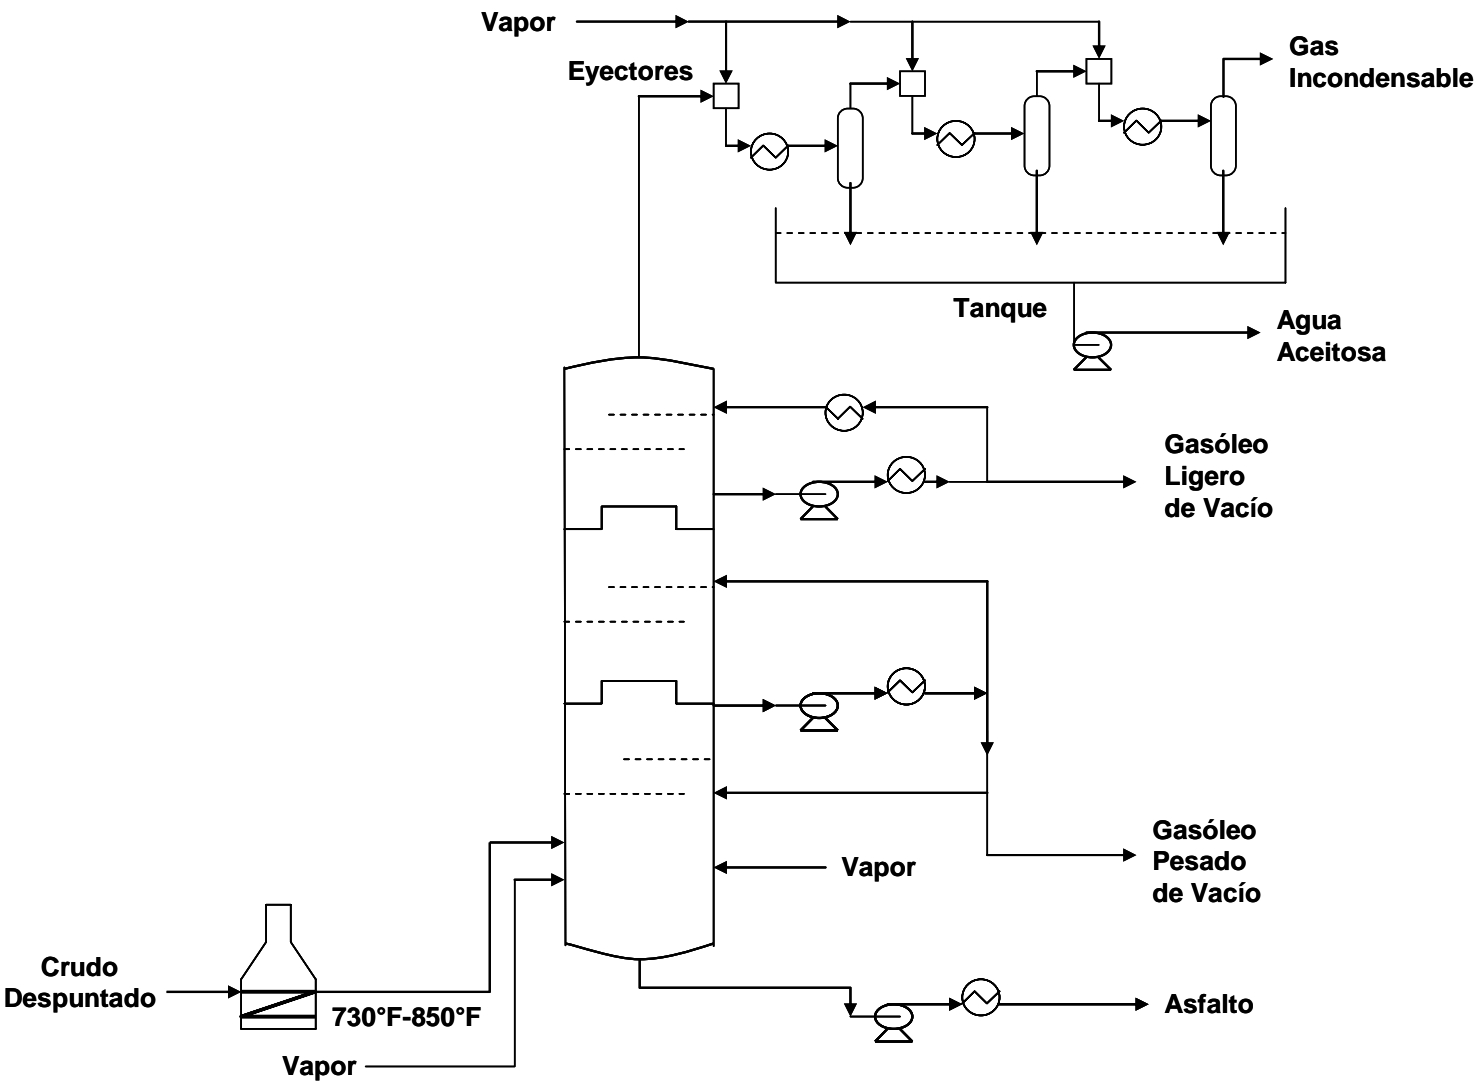 Vapor
Eyectores
Gas
Incondensable
Tanque
Agua
Aceitosa
Gasóleo
Ligero
de Vacío
Vapor
Gasóleo
Pesado
de Vacío
Crudo
Despuntado
730°F-850°F
Vapor
Asfalto